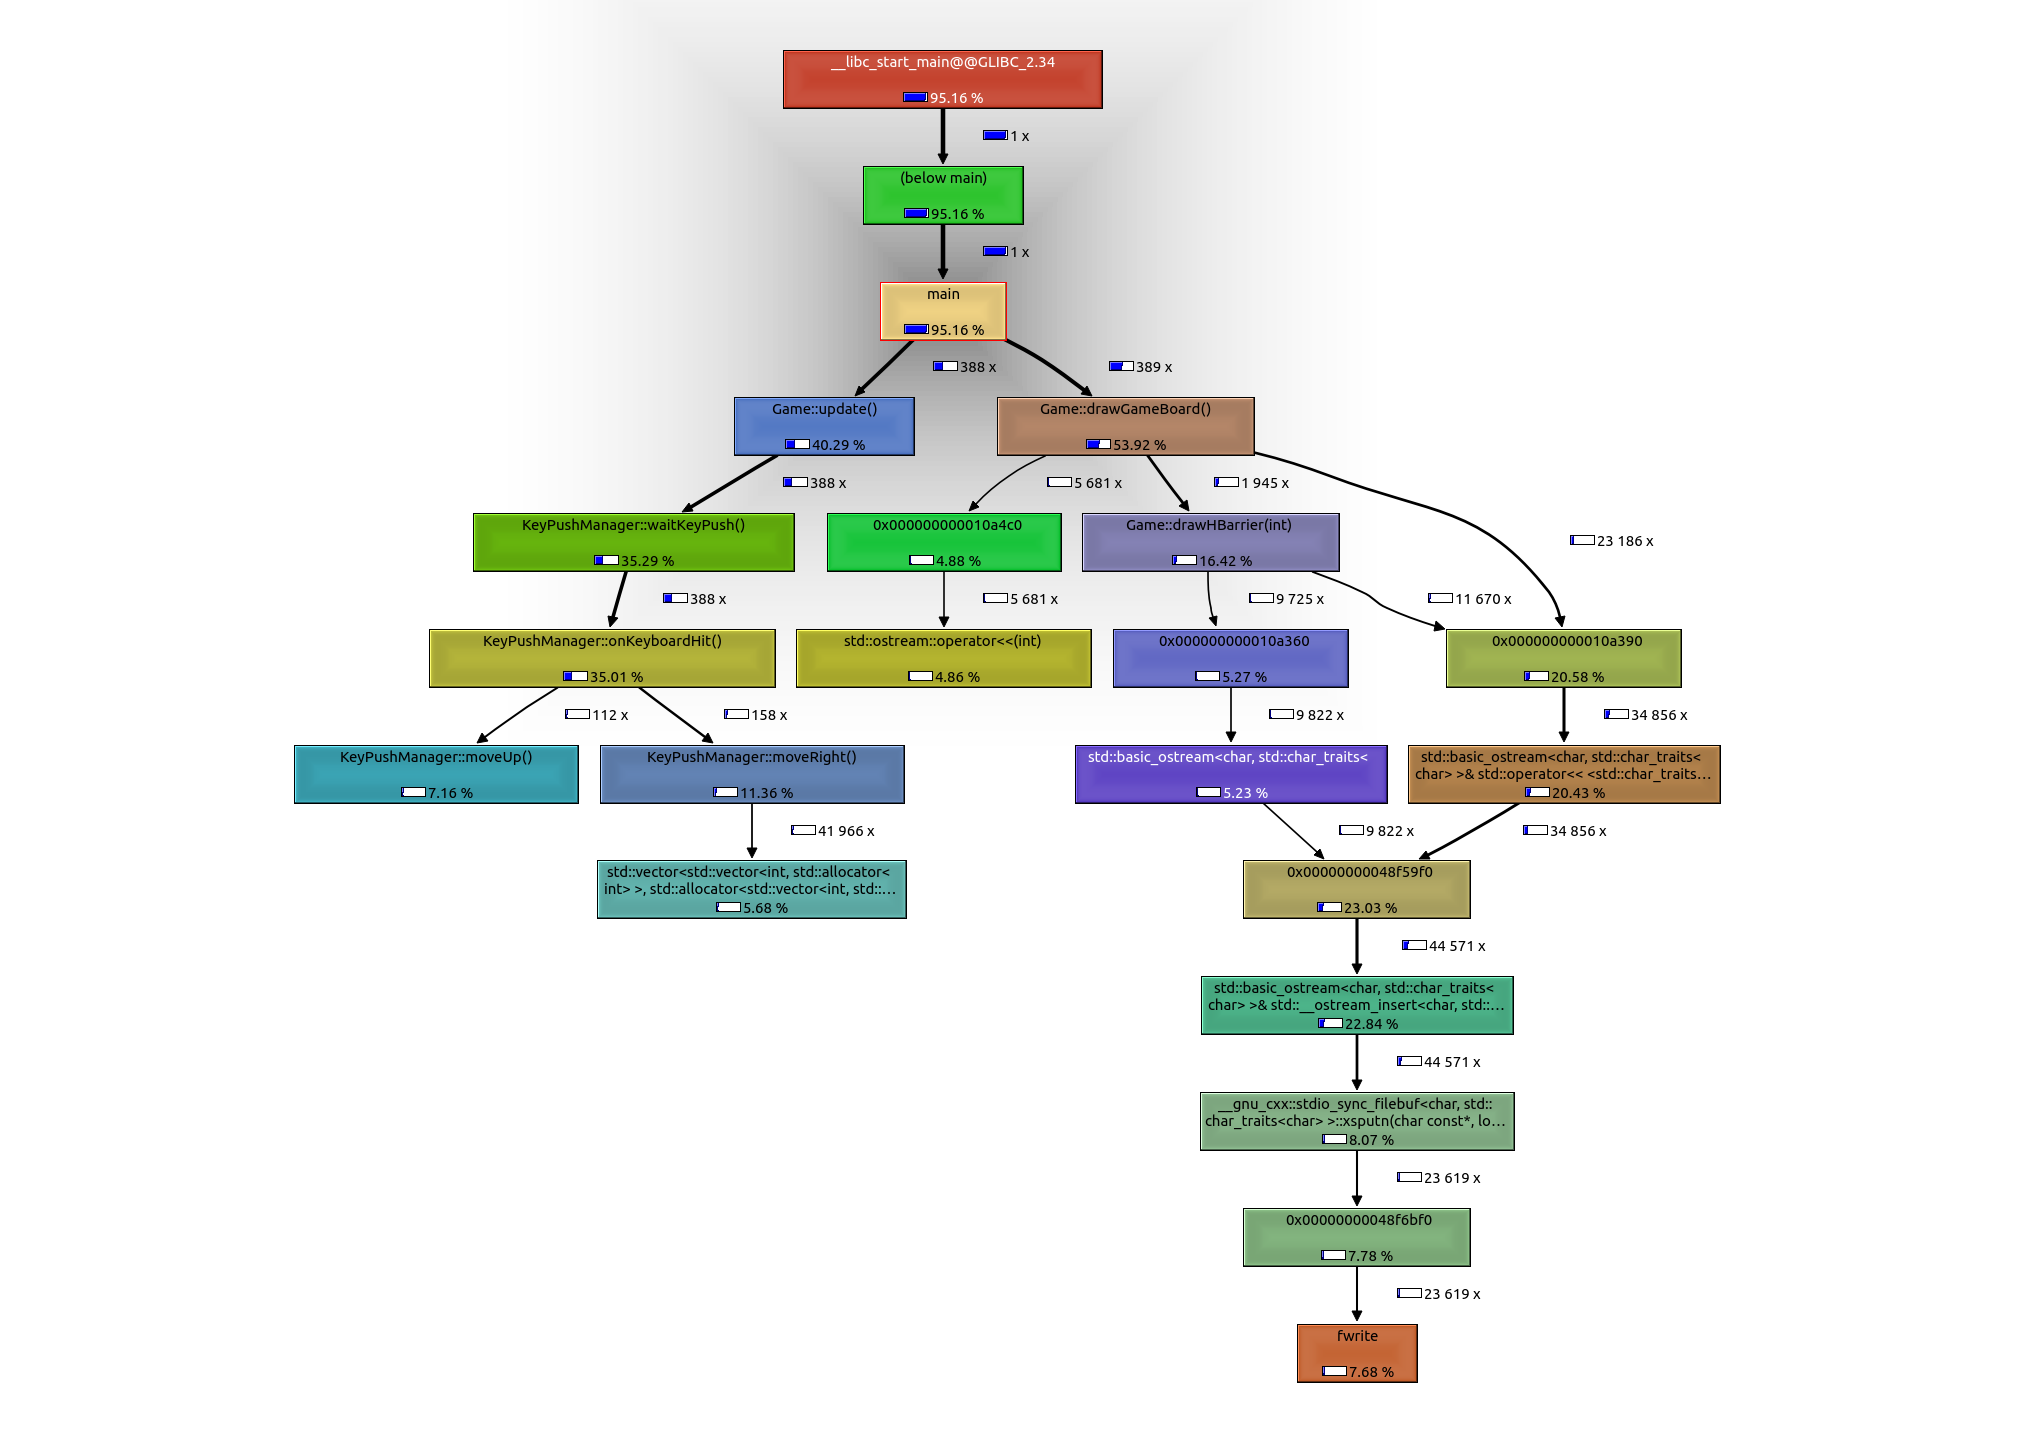 __libc_start_main@@GLIBC_2.34
95.16 %
1 x
(below main)
95.16 %
1 x
main
95.16 %
388 x
389 x
Game::update()
40.29 %
Game::drawGameBoard()
53.92 %
388 x
5 681 x
1 945 x
23 186 x
KeyPushManager::waitKeyPush()
35.29 %
0x000000000010a4c0
4.88 %
Game::drawHBarrier(int)
16.42 %
388 x
5 681 x
9 725 x
11 670 x
KeyPushManager::onKeyboardHit()
35.01 %
std::ostream::operator<<(int)
4.86 %
0x000000000010a360
5.27 %
0x000000000010a390
20.58 %
112 x
158 x
9 822 x
34 856 x
KeyPushManager::moveUp()
7.16 %
KeyPushManager::moveRight()
11.36 %
std::basic_ostream<char, std::char_traits<
5.23 %
std::basic_ostream<char, std::char_traits<
char> >& std::operator<< <std::char_traits...
20.43 %
41 966 x
9 822 x
34 856 x
std::vector<std::vector<int, std::allocator<
int> >, std::allocator<std::vector<int, std::...
5.68 %
0x00000000048f59f0
23.03 %
44 571 x
std::basic_ostream<char, std::char_traits<
char> >& std::__ostream_insert<char, std::...
22.84 %
44 571 x
__gnu_cxx::stdio_sync_filebuf<char, std::
char_traits<char> >::xsputn(char const*, lo...
8.07 %
23 619 x
0x00000000048f6bf0
7.78 %
23 619 x
fwrite
7.68 %